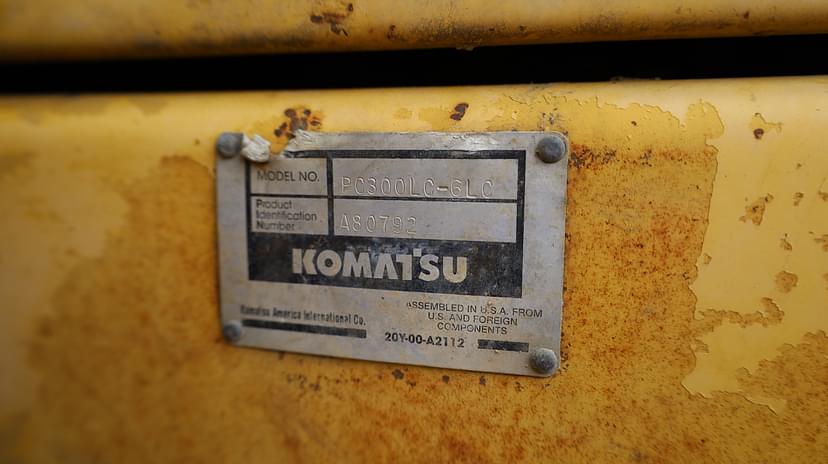 MODEL NO. PC300LC-6LC
Product
Identification
Number A80792
KOMATSU
Komatsu America International Co.
ASSEMBLED IN U.S.A. FROM
U.S. AND FOREIGN
COMPONENTS
20Y-00-A2112